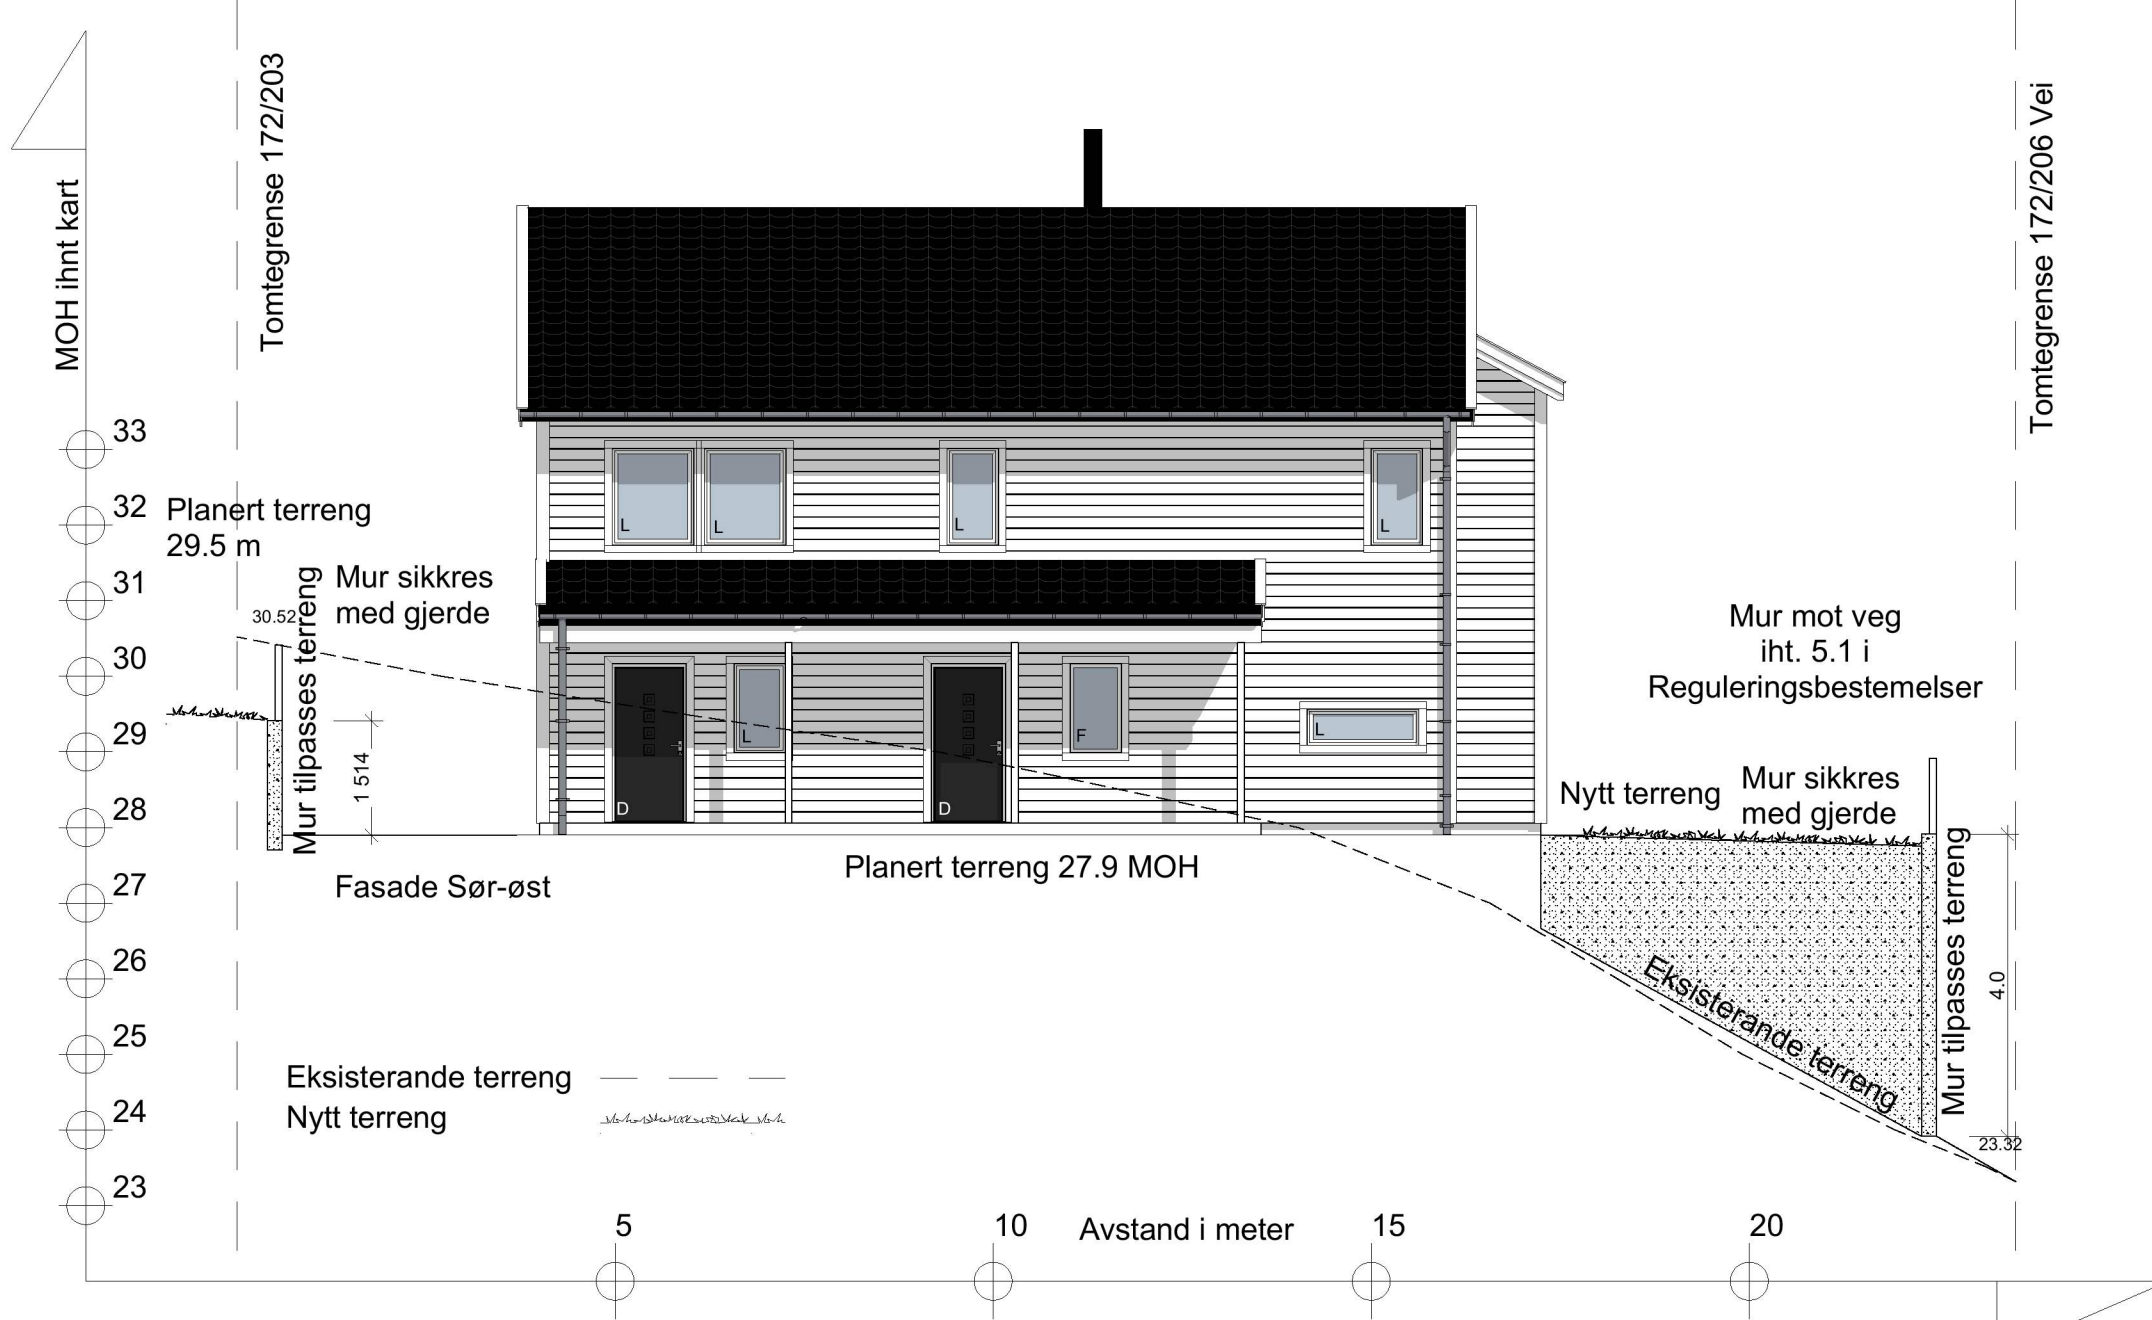 MOH ihnt kart
Tomtegrense 172/203
Tomtegrense 172/206 Vei
33
32
31
30
29
28
27
26
25
24
23
Planert terreng
29.5 m
30.52
Mur tilpasses terreng
Mur sikkres
med gjerde
1 514
L
L
L
L
D
L
D
F
L
Mur mot veg
iht. 5.1 i
Reguleringsbestemelser
Nytt terreng
Mur sikkres
med gjerde
Mur tilpasses terreng
4.0
Eksisterande terreng
23.32
Fasade Sør-øst
Planert terreng 27.9 MOH
Eksisterande terreng
Nytt terreng
5
10
Avstand i meter
15
20